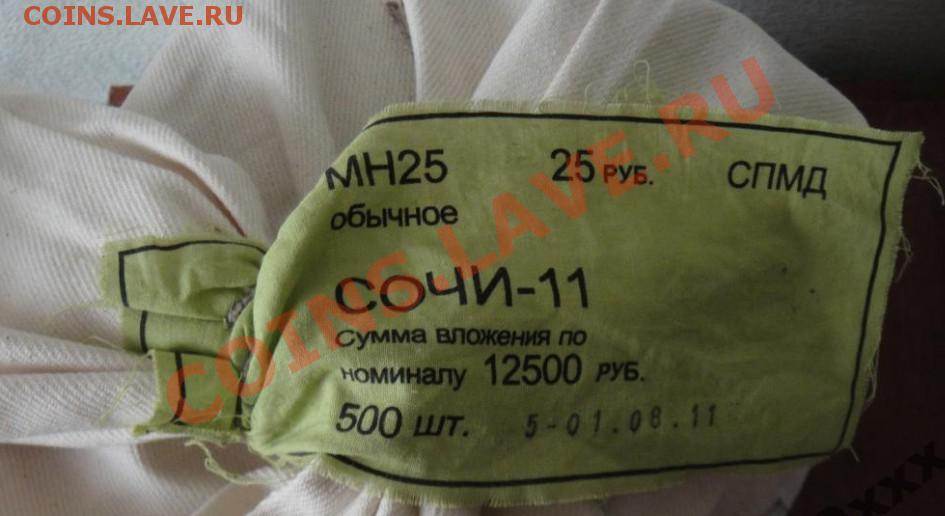 COINS.LAVE.RU
МН25 25 РУБ. СПМД
обычное
СОЧИ-11
Сумма вложения по
номиналу 12500 РУБ.
500 шт. 5-01.08.11
COINS.LAVE.RU